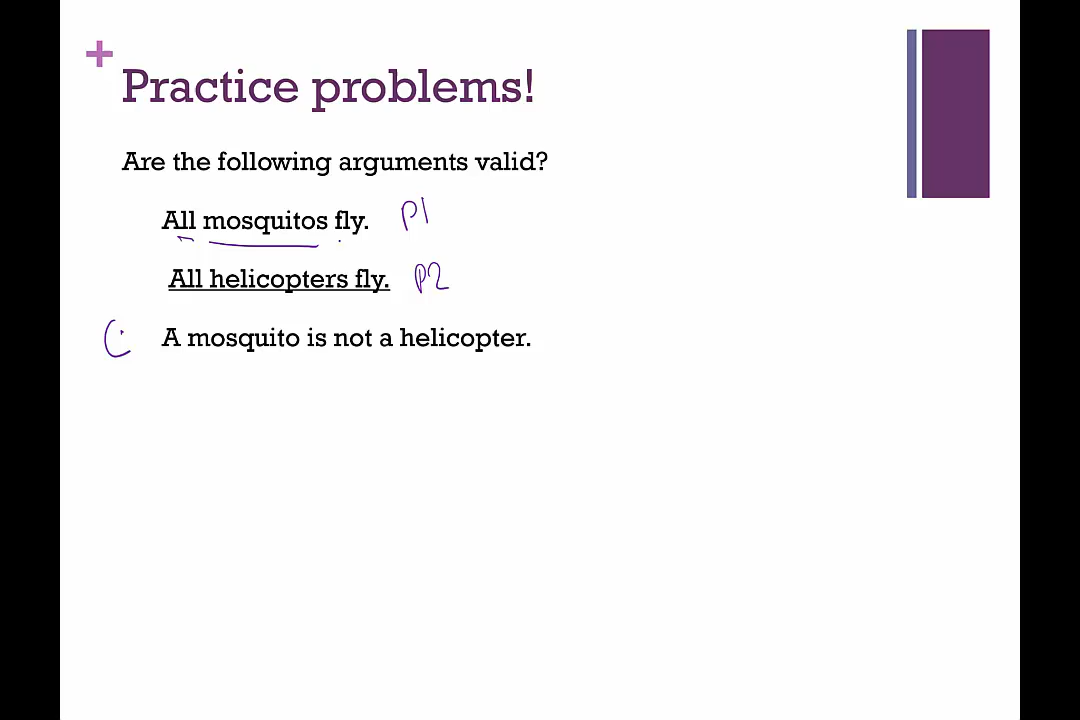 +
Practice problems!
Are the following arguments valid?
All mosquitos fly. P1
All helicopters fly. P2
C A mosquito is not a helicopter.